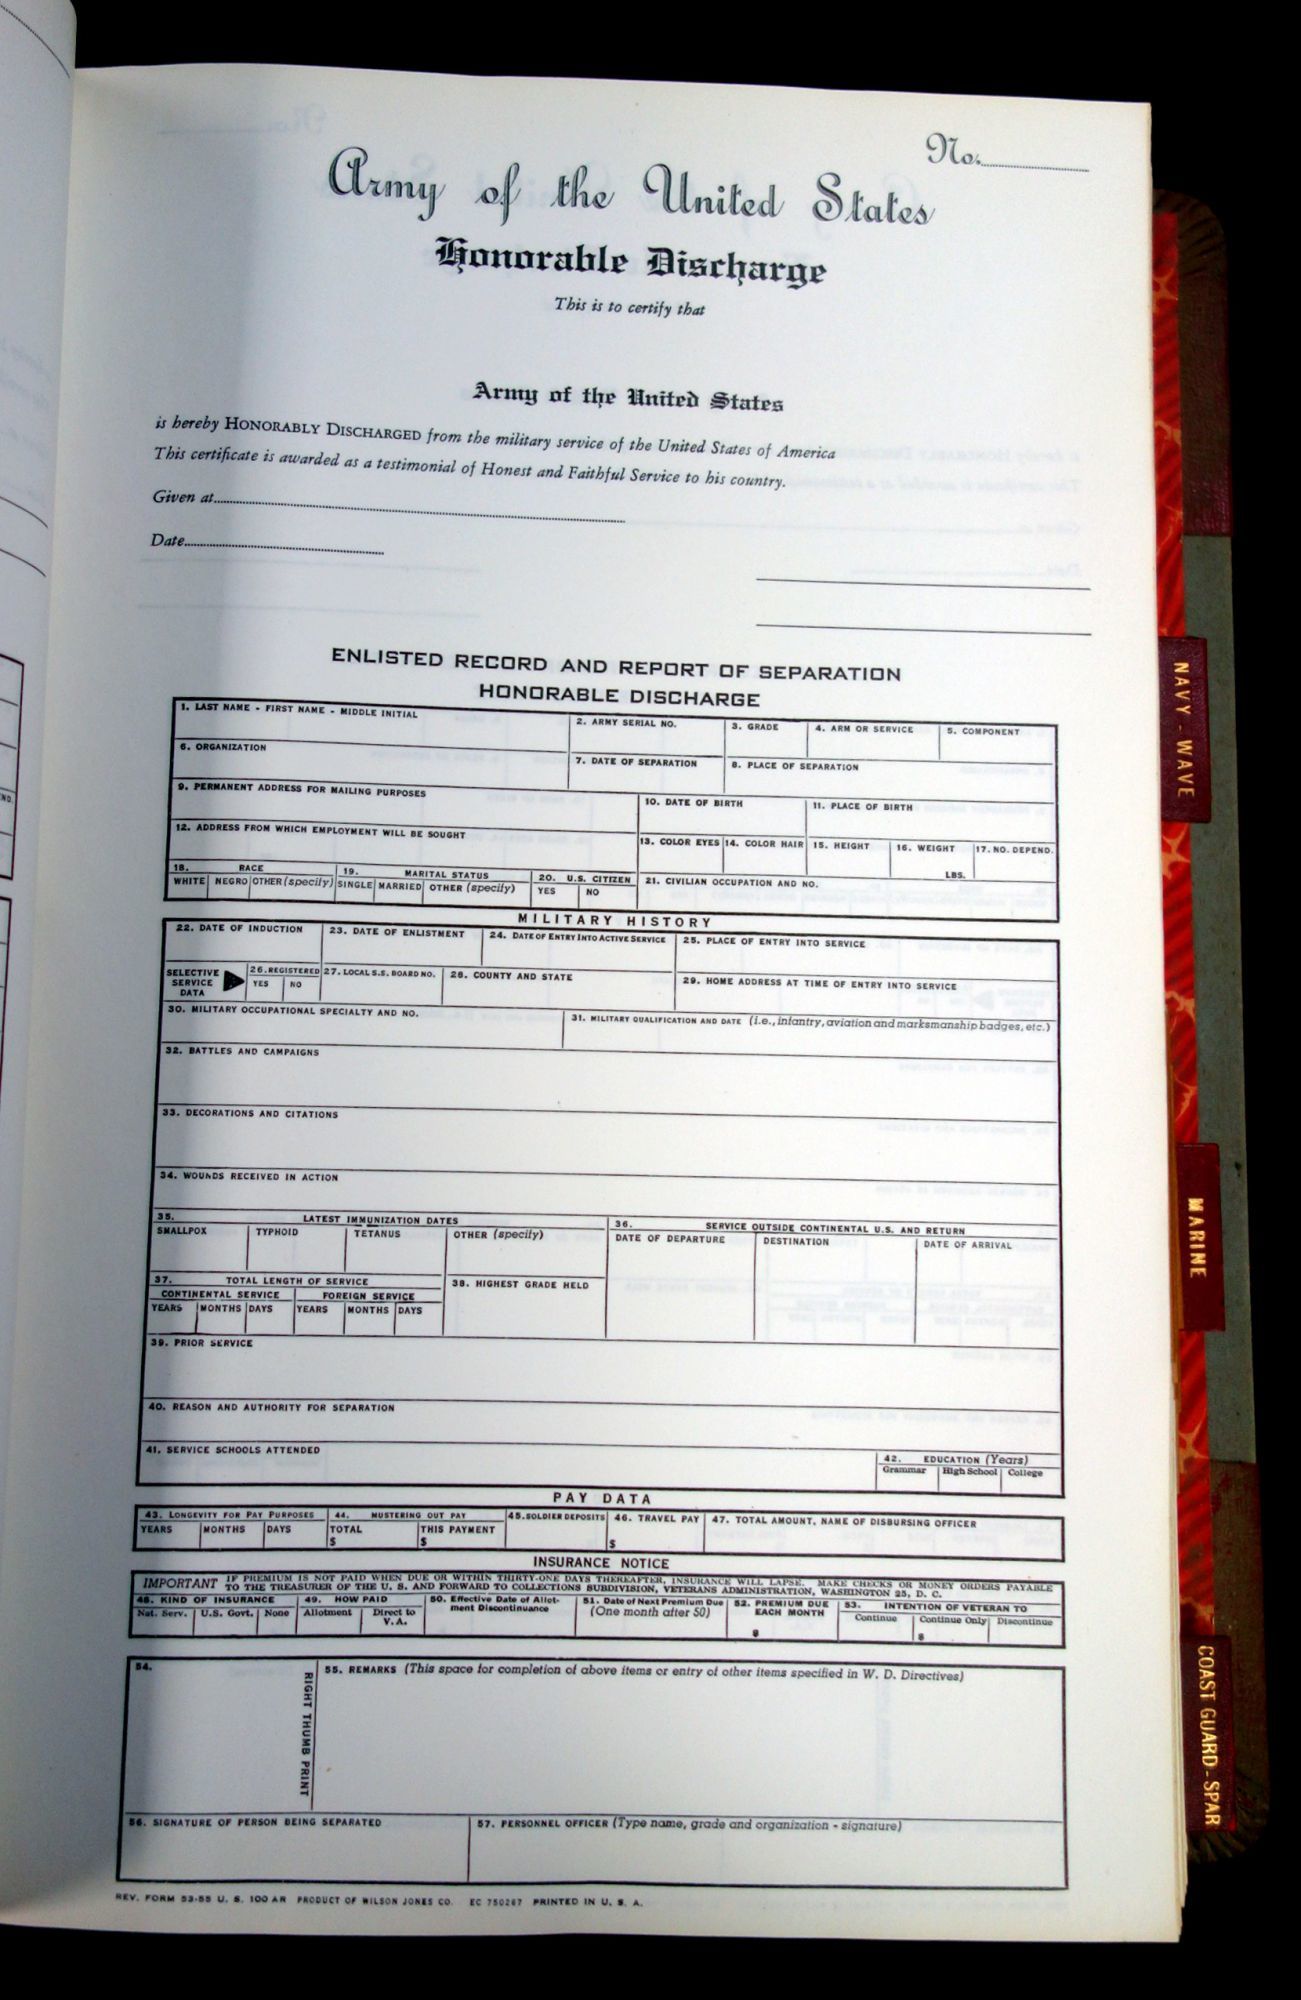 No.
Army of the United States
Honorable Discharge
This is to certify that
Army of the United States
is hereby HONORABLY DISCHARGED from the military service of the United States of America
This certificate is awarded as a testimonial of Honest and Faithful Service to his country.
Given at
Date
ENLISTED RECORD AND REPORT OF SEPARATION
HONORABLE DISCHARGE
1. LAST NAME - FIRST NAME - MIDDLE INITIAL
2. ARMY SERIAL NO.
3. GRADE
4. ARM OR SERVICE
5. COMPONENT
6. ORGANIZATION
7. DATE OF SEPARATION
8. PLACE OF SEPARATION
9. PERMANENT ADDRESS FOR MAILING PURPOSES
10. DATE OF BIRTH
11. PLACE OF BIRTH
12. ADDRESS FROM WHICH EMPLOYMENT WILL BE SOUGHT
13. COLOR EYES
14. COLOR HAIR
15. HEIGHT
16. WEIGHT
LBS.
17. NO. DEPEND.
18. RACE
WHITE NEGRO OTHER (specify)
19. MARITAL STATUS
SINGLE MARRIED OTHER (specify)
20. U.S. CITIZEN
YES NO
21. CIVILIAN OCCUPATION AND NO.
MILITARY HISTORY
22. DATE OF INDUCTION
23. DATE OF ENLISTMENT
24. DATE OF ENTRY INTO ACTIVE SERVICE
25. PLACE OF ENTRY INTO SERVICE
SELECTIVE
SERVICE
DATA
26. REGISTERED
YES NO
27. LOCAL S.S. BOARD NO.
28. COUNTY AND STATE
29. HOME ADDRESS AT TIME OF ENTRY INTO SERVICE
30. MILITARY OCCUPATIONAL SPECIALTY AND NO.
31. MILITARY QUALIFICATION AND DATE (i.e., infantry, aviation and marksmanship badges, etc.)
32. BATTLES AND CAMPAIGNS
33. DECORATIONS AND CITATIONS
34. WOUNDS RECEIVED IN ACTION
35. LATEST IMMUNIZATION DATES
SMALLPOX TYPHOID TETANUS OTHER (specify)
36. SERVICE OUTSIDE CONTINENTAL U.S. AND RETURN
DATE OF DEPARTURE DESTINATION DATE OF ARRIVAL
37. TOTAL LENGTH OF SERVICE
CONTINENTAL SERVICE FOREIGN SERVICE
YEARS MONTHS DAYS YEARS MONTHS DAYS
38. HIGHEST GRADE HELD
39. PRIOR SERVICE
40. REASON AND AUTHORITY FOR SEPARATION
41. SERVICE SCHOOLS ATTENDED
42. EDUCATION (Years)
Grammar High School College
PAY DATA
43. LONGEVITY FOR PAY PURPOSES
YEARS MONTHS DAYS
44. MUSTERING OUT PAY
TOTAL THIS PAYMENT
$ $
45. SOLDIER DEPOSITS
46. TRAVEL PAY
$
47. TOTAL AMOUNT, NAME OF DISBURSING OFFICER
INSURANCE NOTICE
IMPORTANT IF PREMIUM IS NOT PAID WHEN DUE OR WITHIN THIRTY-ONE DAYS THEREAFTER, INSURANCE WILL LAPSE. MAKE CHECKS OR MONEY ORDERS PAYABLE
TO THE TREASURER OF THE U. S. AND FORWARD TO COLLECTIONS SUBDIVISION, VETERANS ADMINISTRATION, WASHINGTON 25, D. C.
48. KIND OF INSURANCE
Nat. Serv. U.S. Govt. None
49. HOW PAID
Allotment Direct to
V.A.
50. Effective Date of Allot-
ment Discontinuance
51. Date of Next Premium Due
(One month after 50)
52. PREMIUM DUE
EACH MONTH
$
53. INTENTION OF VETERAN TO
Continue Continue Only Discontinue
$
54.
RIGHT THUMB PRINT
55. REMARKS (This space for completion of above items or entry of other items specified in W. D. Directives)
56. SIGNATURE OF PERSON BEING SEPARATED
57. PERSONNEL OFFICER (Type name, grade and organization - signature)
REV. FORM 53-55 U. S. 100 AR PRODUCT OF WILSON JONES CO. EC 750267 PRINTED IN U. S. A.
NAVY - WAVE
MARINE
COAST GUARD - SPAR